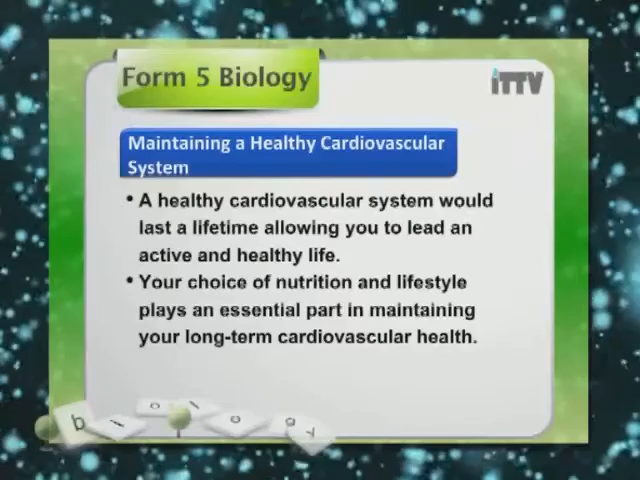 Form 5 Biology
iTTV
Maintaining a Healthy Cardiovascular
System
• A healthy cardiovascular system would
last a lifetime allowing you to lead an
active and healthy life.
• Your choice of nutrition and lifestyle
plays an essential part in maintaining
your long-term cardiovascular health.
b i o l o g y